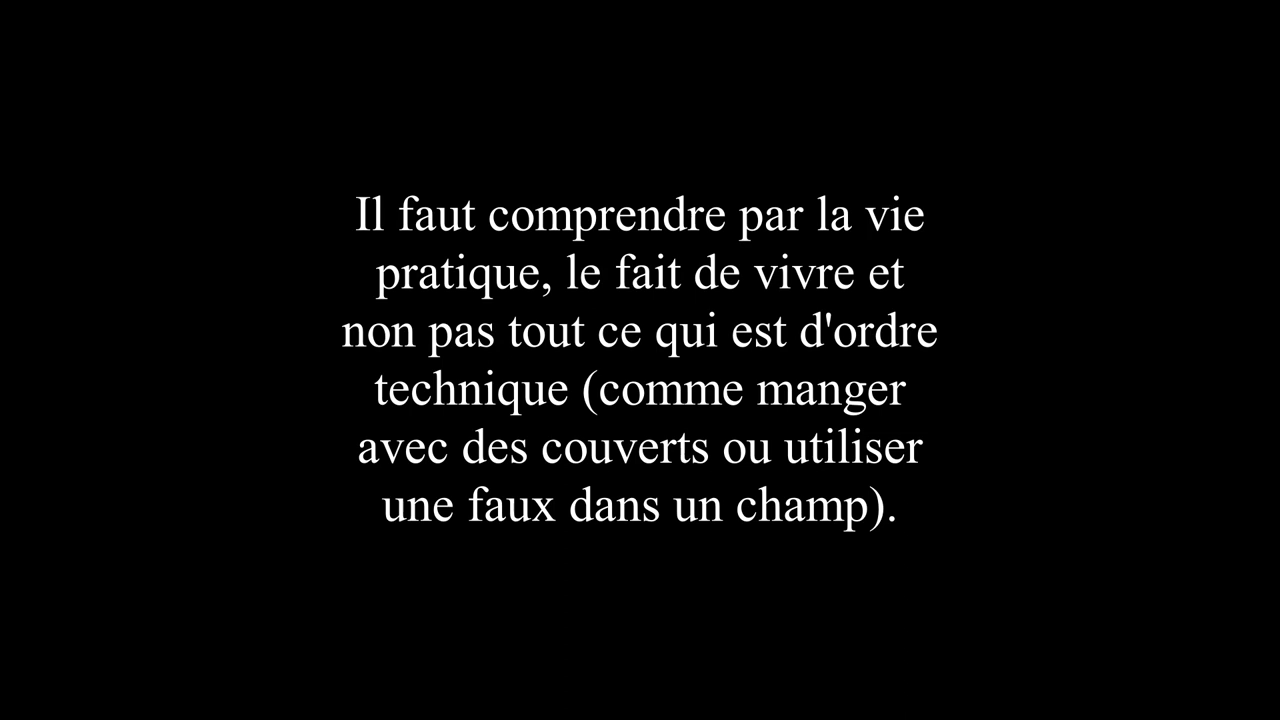 Il faut comprendre par la vie
pratique, le fait de vivre et
non pas tout ce qui est d'ordre
technique (comme manger
avec des couverts ou utiliser
une faux dans un champ).